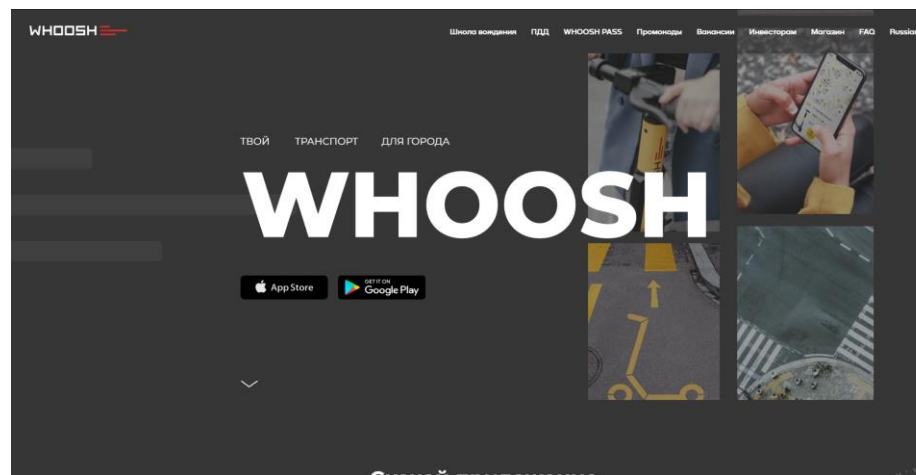 WHOOSH
Школа вождения ПДД WHOOSH PASS Промокоды Вакансии Инвесторам Магазин FAQ Russian
ТВОЙ ТРАНСПОРТ ДЛЯ ГОРОДА
WHOOSH
App Store
GET IT ON
Google Play